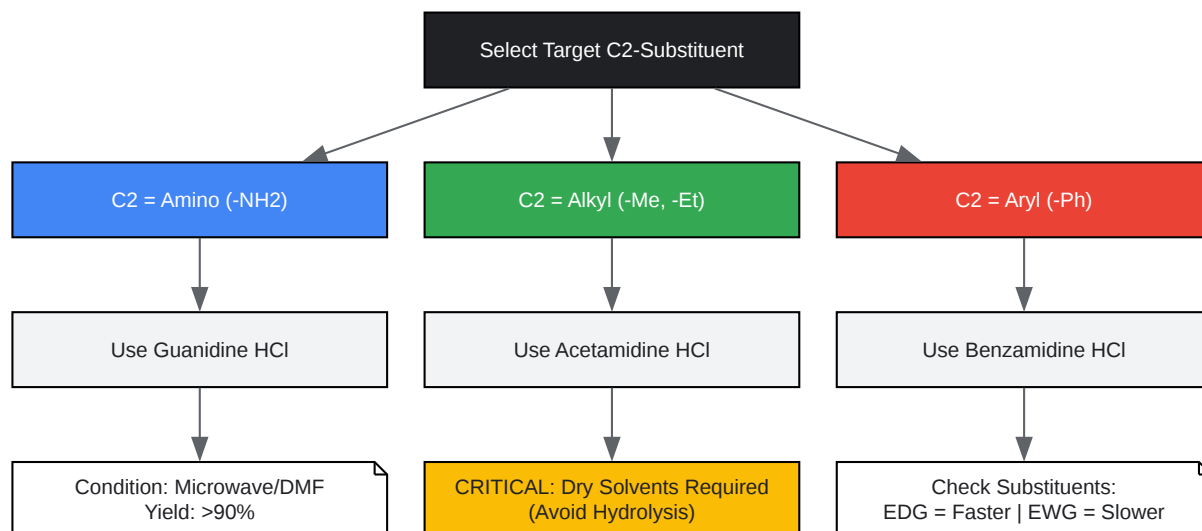 Select Target C2-Substituent
C2 = Amino (-NH2)
C2 = Alkyl (-Me, -Et)
C2 = Aryl (-Ph)
Use Guanidine HCl
Use Acetamidine HCl
Use Benzamidine HCl
Condition: Microwave/DMF
Yield: >90%
CRITICAL: Dry Solvents Required
(Avoid Hydrolysis)
Check Substituents:
EDG = Faster | EWG = Slower